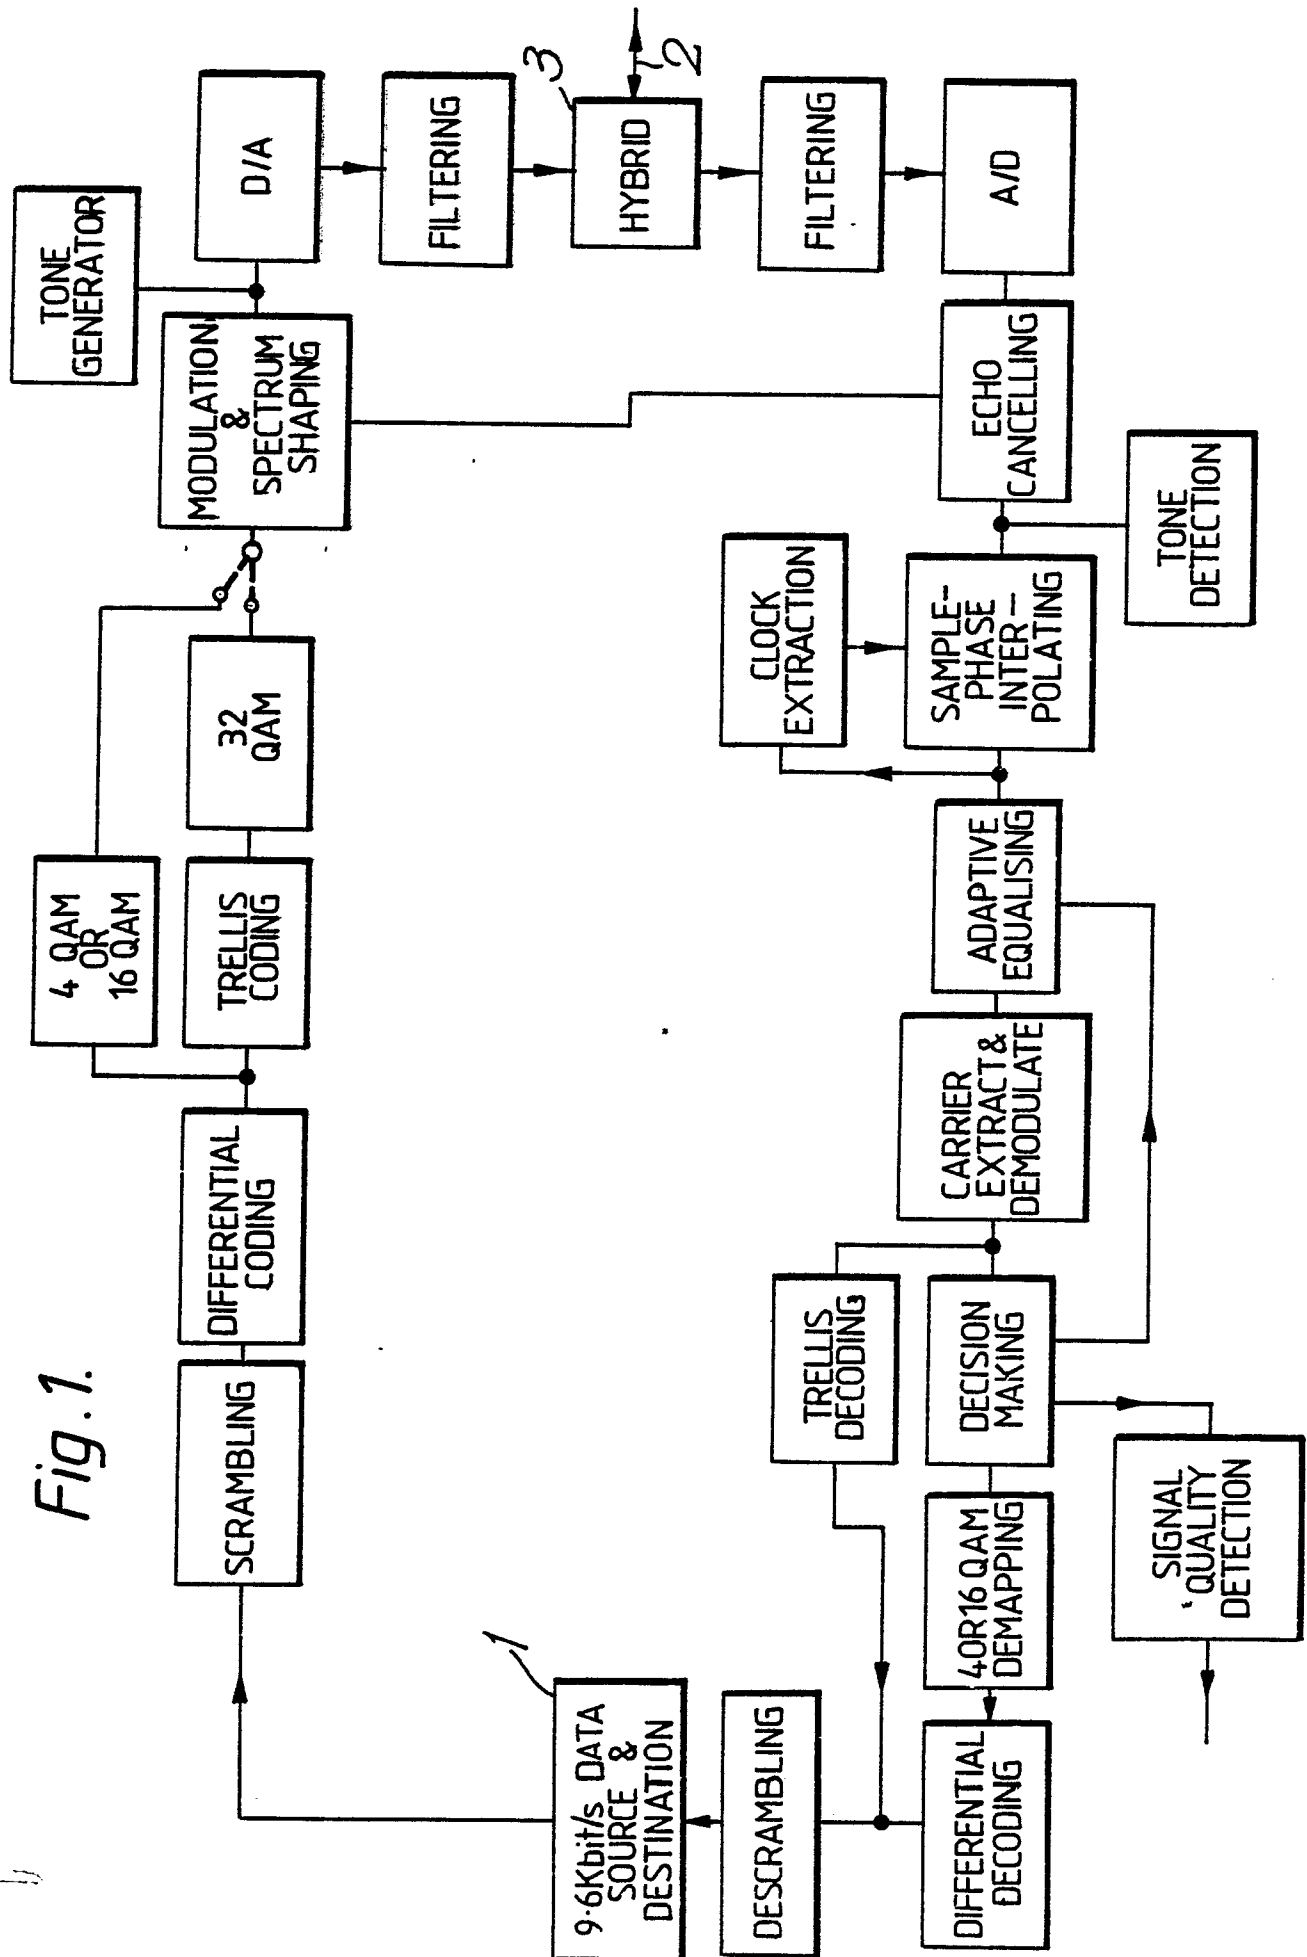 Fig. 1.
1
9.6Kbit/s DATA
SOURCE &
DESTINATION
SCRAMBLING
DIFFERENTIAL
CODING
4 QAM
OR
16 QAM
TRELLIS
CODING
32
QAM
MODULATION
&
SPECTRUM
SHAPING
TONE
GENERATOR
D/A
FILTERING
3
HYBRID
2
FILTERING
A/D
ECHO
CANCELLING
TONE
DETECTION
CLOCK
EXTRACTION
SAMPLE-
PHASE
INTER-
POLATING
ADAPTIVE
EQUALISING
CARRIER
EXTRACT &
DEMODULATE
TRELLIS
DECODING
DECISION
MAKING
SIGNAL
QUALITY
DETECTION
4OR16 QAM
DEMAPPING
DIFFERENTIAL
DECODING
DESCRAMBLING